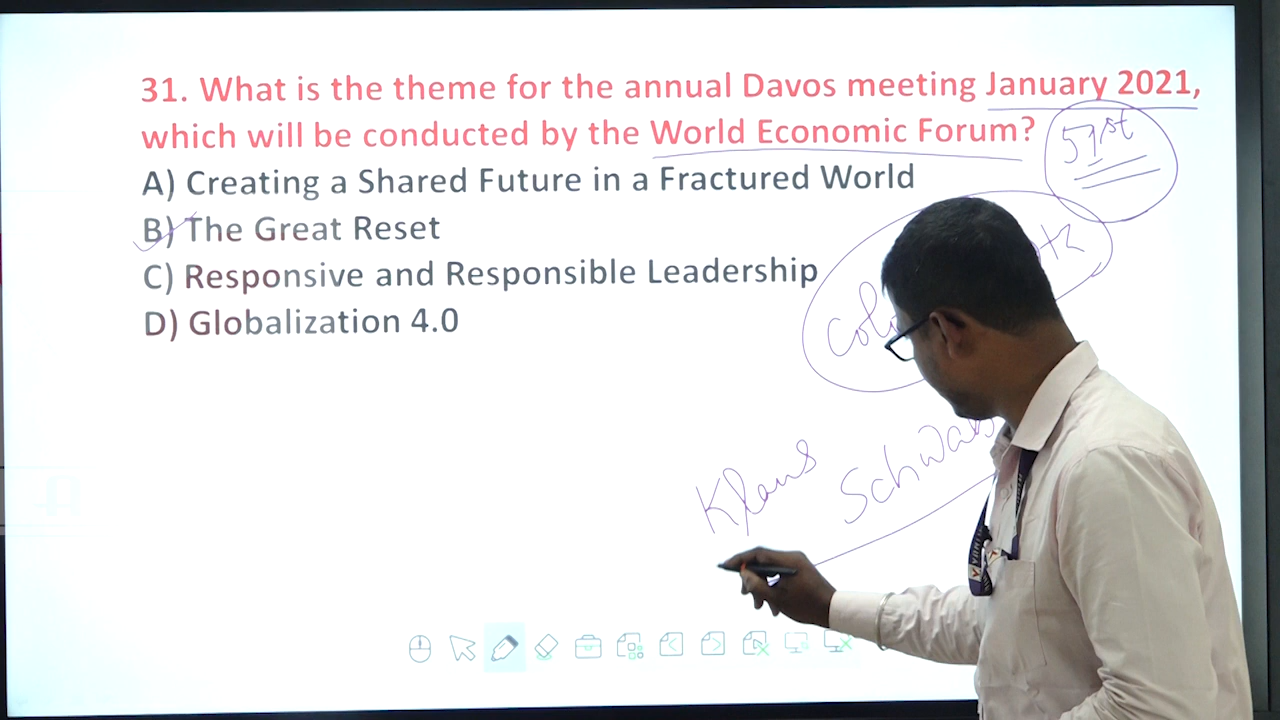 31. What is the theme for the annual Davos meeting January 2021,
which will be conducted by the World Economic Forum?
51st
A) Creating a Shared Future in a Fractured World
B) The Great Reset
C) Responsive and Responsible Leadership
D) Globalization 4.0
Klaus Schwab